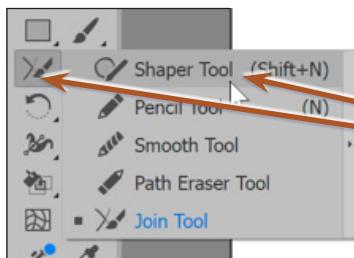 Shaper Tool (Shift+N)
Pencil Tool (N)
Smooth Tool
Path Eraser Tool
Join Tool